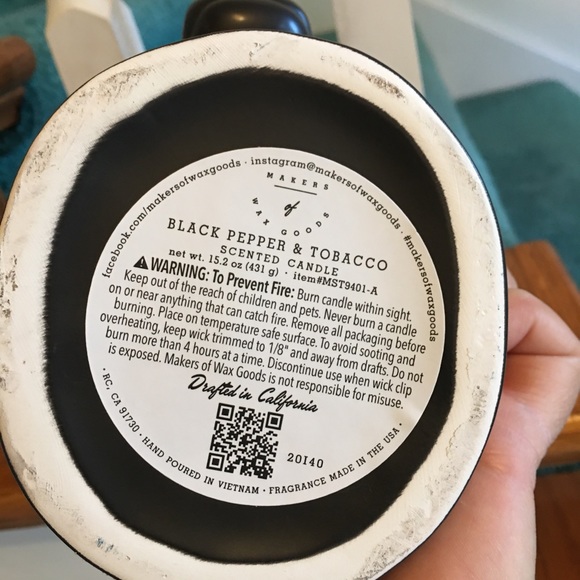 facebook.com/makersofwaxgoods · instagram@makersofwaxgoods · #makersofwaxgoods
MAKERS
of
WAX GOODS
BLACK PEPPER & TOBACCO
SCENTED CANDLE
net wt. 15.2 oz (431 g) · item#MST9401-A
WARNING: To Prevent Fire: Burn candle within sight.
Keep out of the reach of children and pets. Never burn a candle
on or near anything that can catch fire. Remove all packaging before
burning. Place on temperature safe surface. To avoid sooting and
overheating, keep wick trimmed to 1/8" and away from drafts. Do not
burn more than 4 hours at a time. Discontinue use when wick clip
is exposed. Makers of Wax Goods is not responsible for misuse.
Drafted in California
20140
· RC, CA 91730 · HAND POURED IN VIETNAM · FRAGRANCE MADE IN THE USA ·